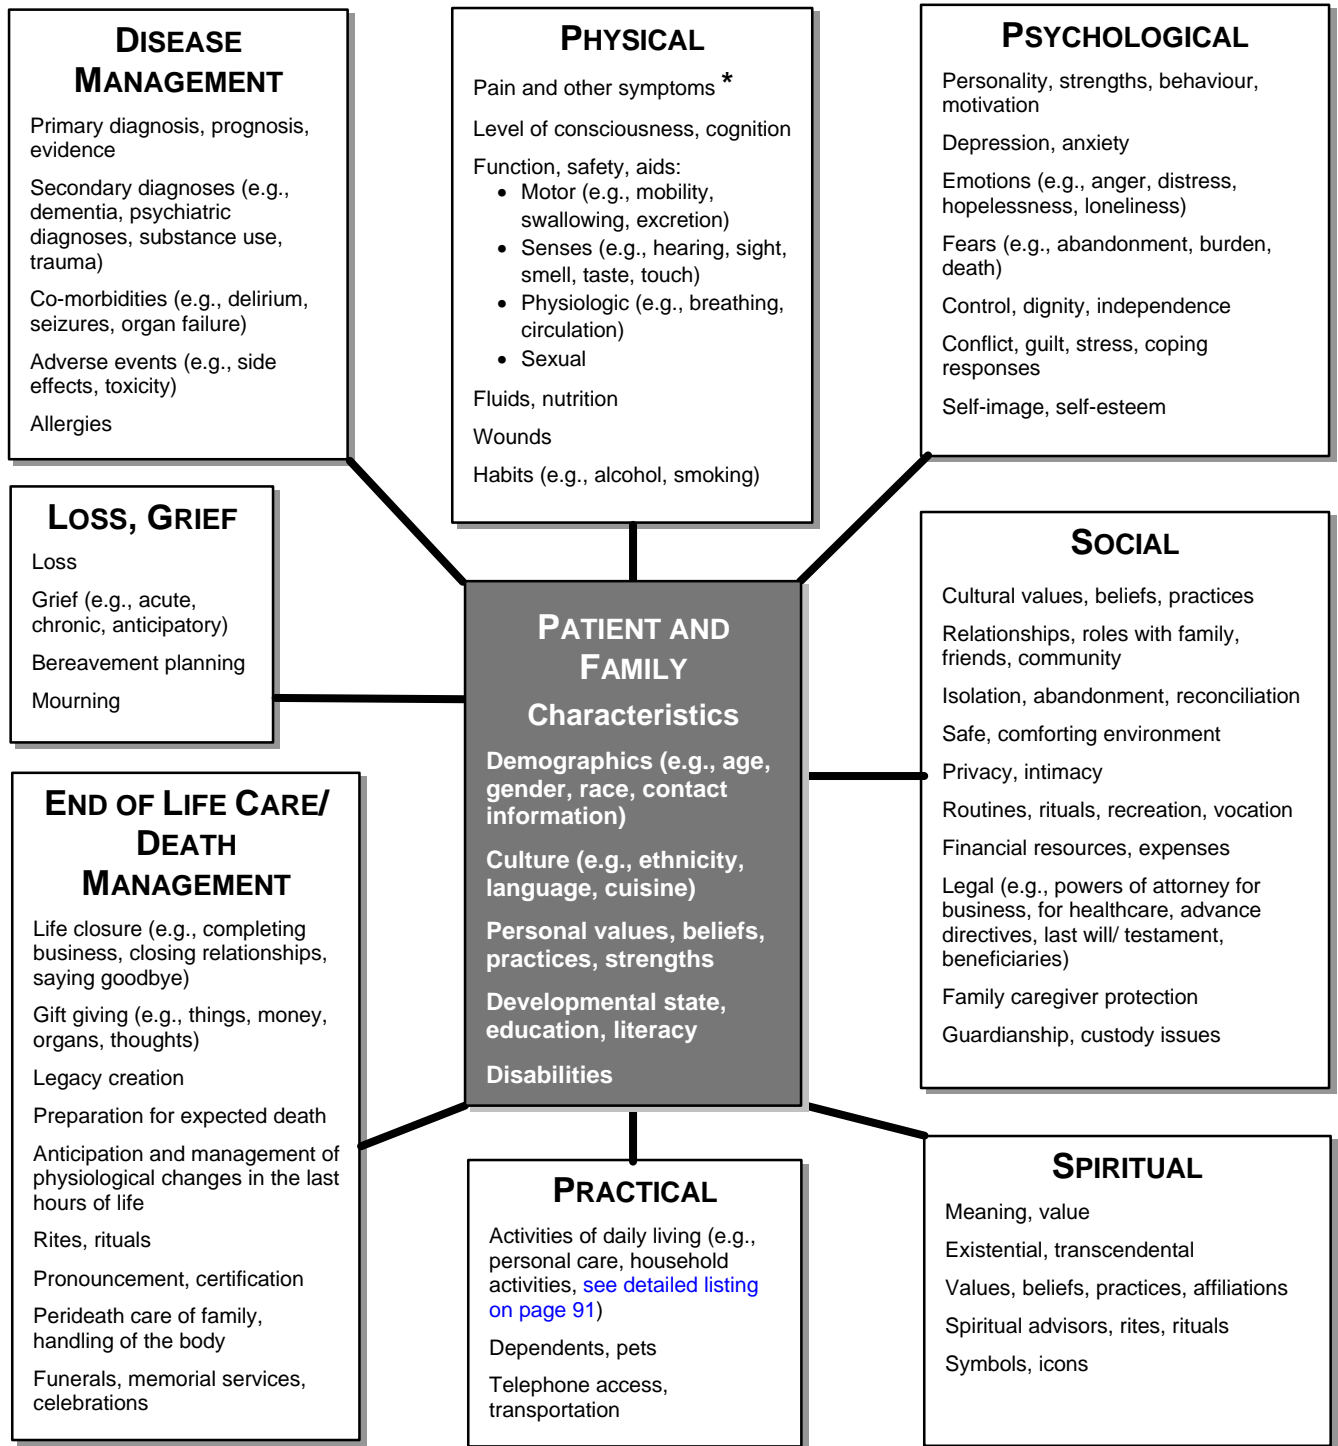 DISEASE
MANAGEMENT
Primary diagnosis, prognosis,
evidence
Secondary diagnoses (e.g.,
dementia, psychiatric
diagnoses, substance use,
trauma)
Co-morbidities (e.g., delirium,
seizures, organ failure)
Adverse events (e.g., side
effects, toxicity)
Allergies
PHYSICAL
Pain and other symptoms *
Level of consciousness, cognition
Function, safety, aids:
• Motor (e.g., mobility,
swallowing, excretion)
• Senses (e.g., hearing, sight,
smell, taste, touch)
• Physiologic (e.g., breathing,
circulation)
• Sexual
Fluids, nutrition
Wounds
Habits (e.g., alcohol, smoking)
PSYCHOLOGICAL
Personality, strengths, behaviour,
motivation
Depression, anxiety
Emotions (e.g., anger, distress,
hopelessness, loneliness)
Fears (e.g., abandonment, burden,
death)
Control, dignity, independence
Conflict, guilt, stress, coping
responses
Self-image, self-esteem
LOSS, GRIEF
Loss
Grief (e.g., acute,
chronic, anticipatory)
Bereavement planning
Mourning
PATIENT AND
FAMILY
Characteristics
Demographics (e.g., age,
gender, race, contact
information)
Culture (e.g., ethnicity,
language, cuisine)
Personal values, beliefs,
practices, strengths
Developmental state,
education, literacy
Disabilities
SOCIAL
Cultural values, beliefs, practices
Relationships, roles with family,
friends, community
Isolation, abandonment, reconciliation
Safe, comforting environment
Privacy, intimacy
Routines, rituals, recreation, vocation
Financial resources, expenses
Legal (e.g., powers of attorney for
business, for healthcare, advance
directives, last will/ testament,
beneficiaries)
Family caregiver protection
Guardianship, custody issues
END OF LIFE CARE/
DEATH
MANAGEMENT
Life closure (e.g., completing
business, closing relationships,
saying goodbye)
Gift giving (e.g., things, money,
organs, thoughts)
Legacy creation
Preparation for expected death
Anticipation and management of
physiological changes in the last
hours of life
Rites, rituals
Pronouncement, certification
Perideath care of family,
handling of the body
Funerals, memorial services,
celebrations
PRACTICAL
Activities of daily living (e.g.,
personal care, household
activities, see detailed listing
on page 91)
Dependents, pets
Telephone access,
transportation
SPIRITUAL
Meaning, value
Existential, transcendental
Values, beliefs, practices, affiliations
Spiritual advisors, rites, rituals
Symbols, icons